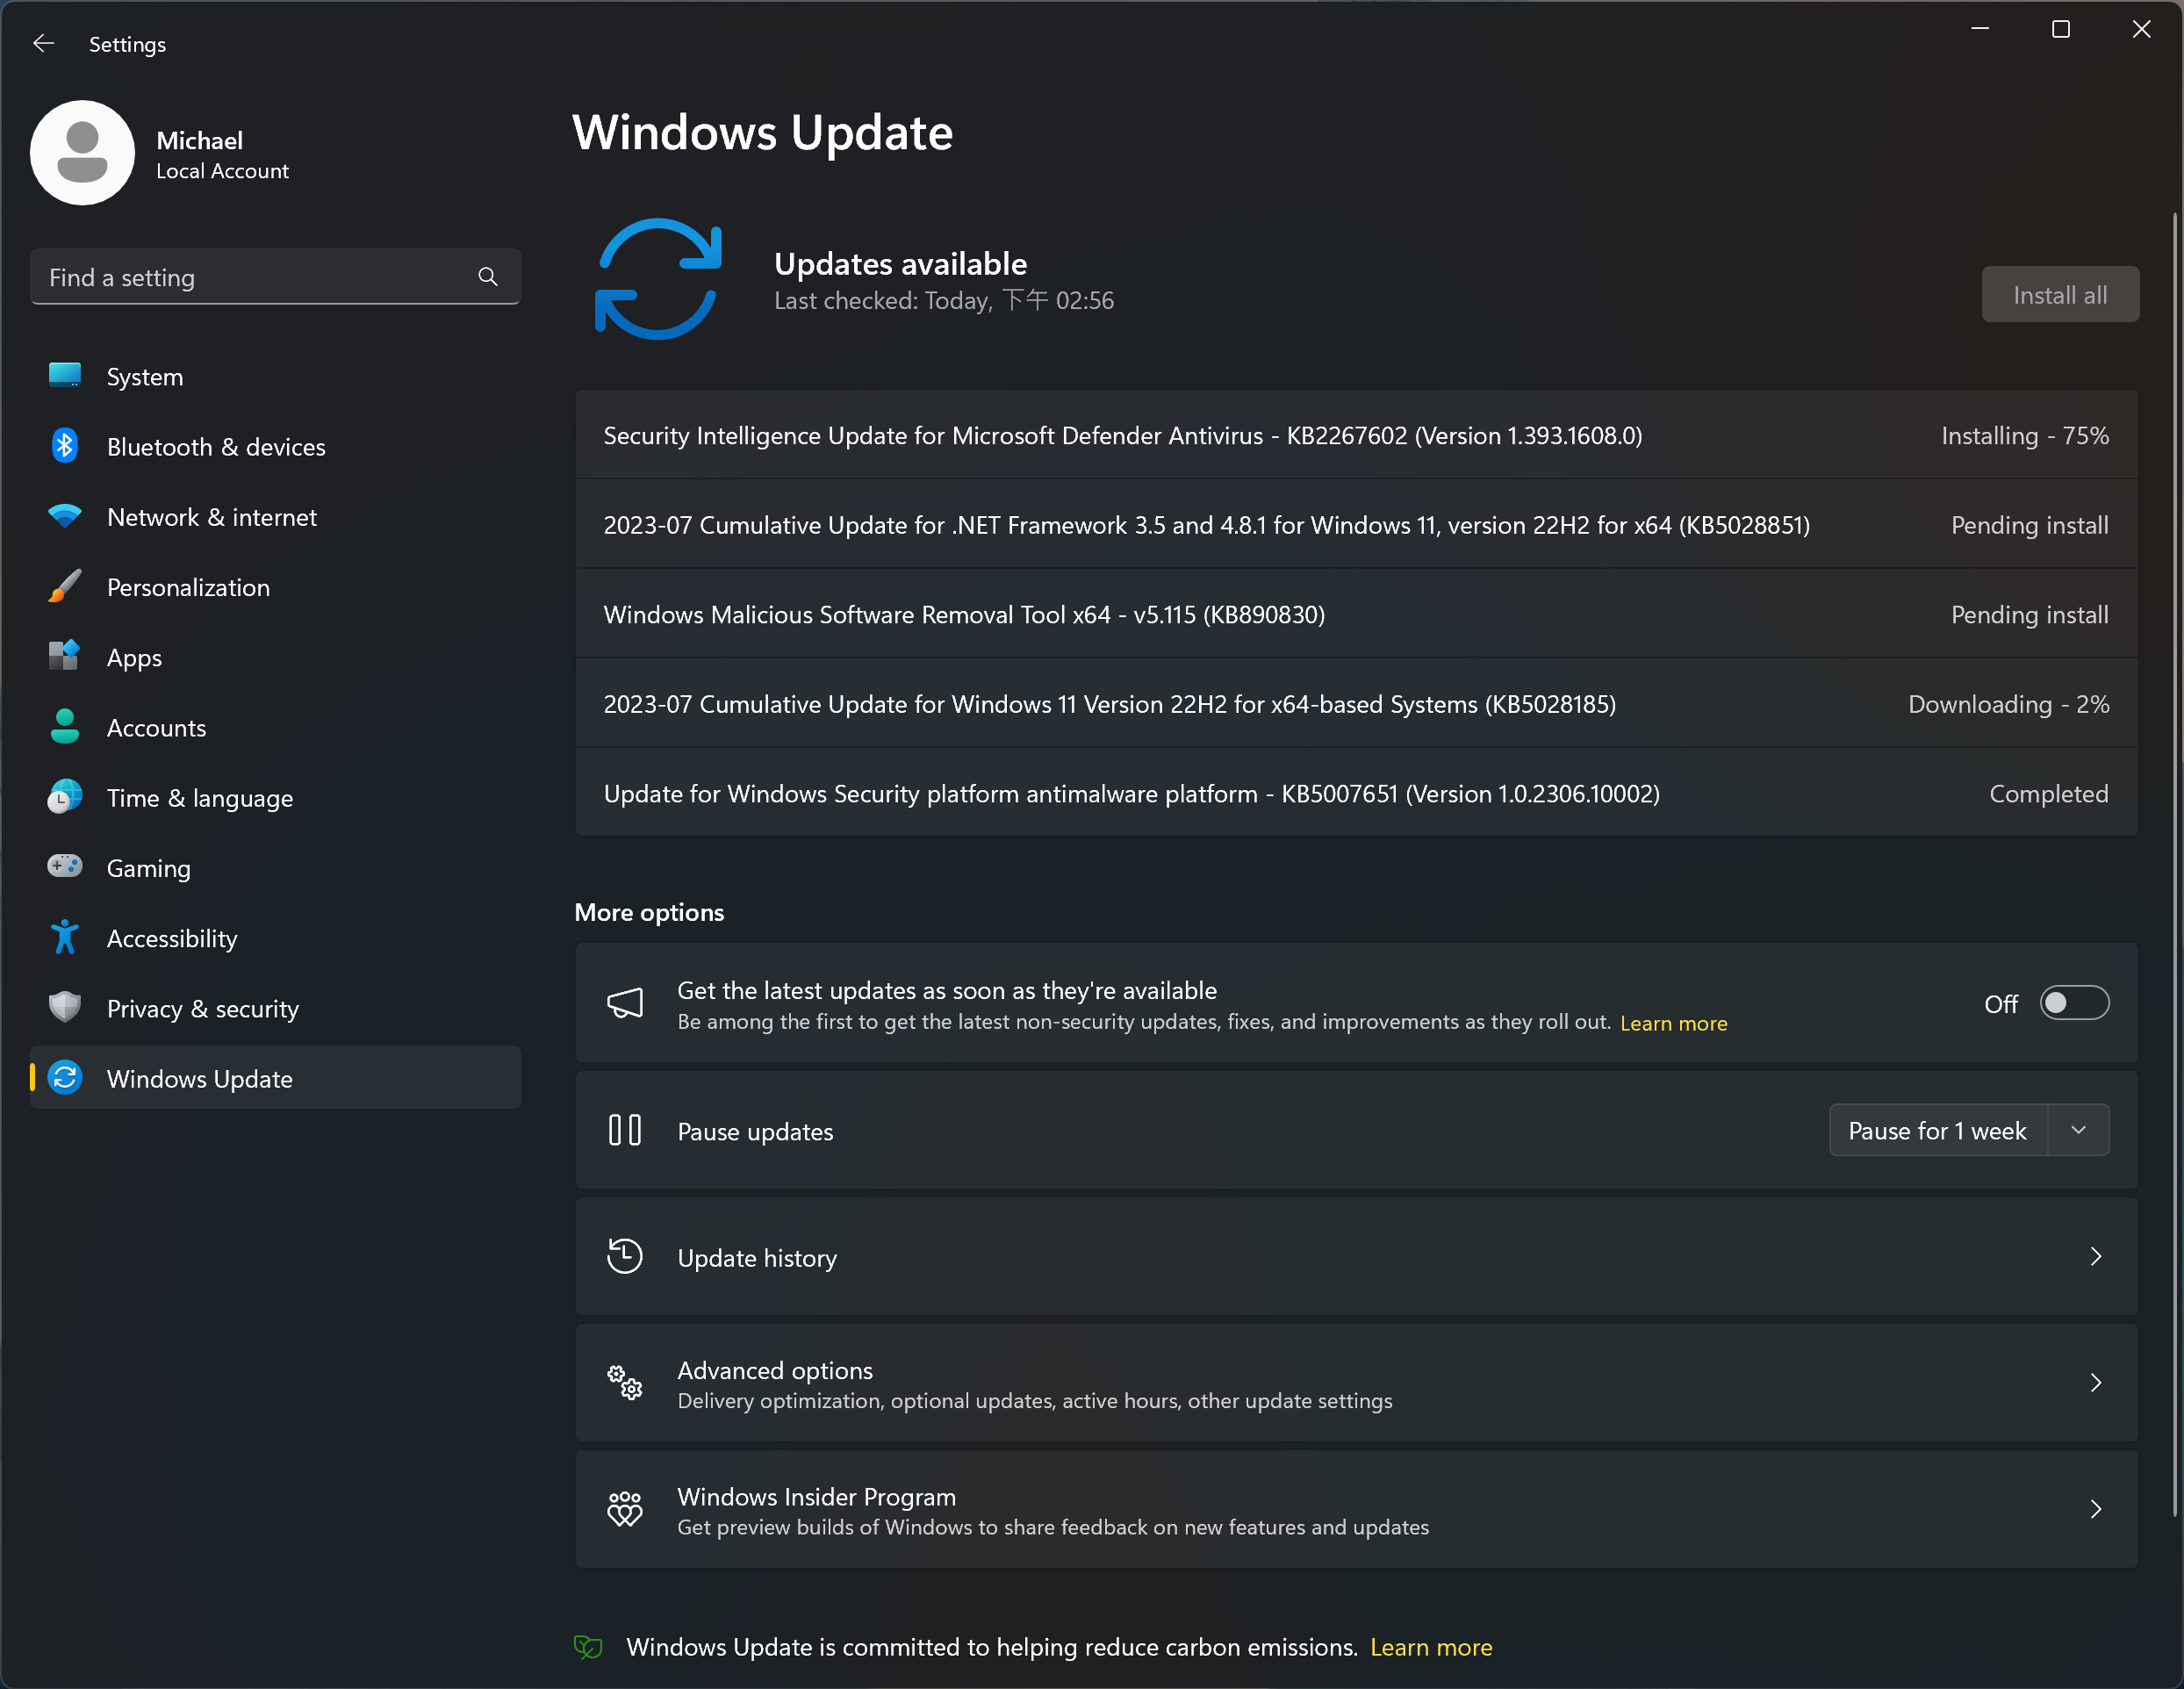 Settings
Michael
Local Account
Find a setting
System
Bluetooth & devices
Network & internet
Personalization
Apps
Accounts
Time & language
Gaming
Accessibility
Privacy & security
Windows Update
Windows Update
Updates available
Last checked: Today, 下午 02:56
Install all
Security Intelligence Update for Microsoft Defender Antivirus - KB2267602 (Version 1.393.1608.0) Installing - 75%
2023-07 Cumulative Update for .NET Framework 3.5 and 4.8.1 for Windows 11, version 22H2 for x64 (KB5028851) Pending install
Windows Malicious Software Removal Tool x64 - v5.115 (KB890830) Pending install
2023-07 Cumulative Update for Windows 11 Version 22H2 for x64-based Systems (KB5028185) Downloading - 2%
Update for Windows Security platform antimalware platform - KB5007651 (Version 1.0.2306.10002) Completed
More options
Get the latest updates as soon as they're available
Be among the first to get the latest non-security updates, fixes, and improvements as they roll out. Learn more
Off
Pause updates
Pause for 1 week
Update history
Advanced options
Delivery optimization, optional updates, active hours, other update settings
Windows Insider Program
Get preview builds of Windows to share feedback on new features and updates
Windows Update is committed to helping reduce carbon emissions. Learn more